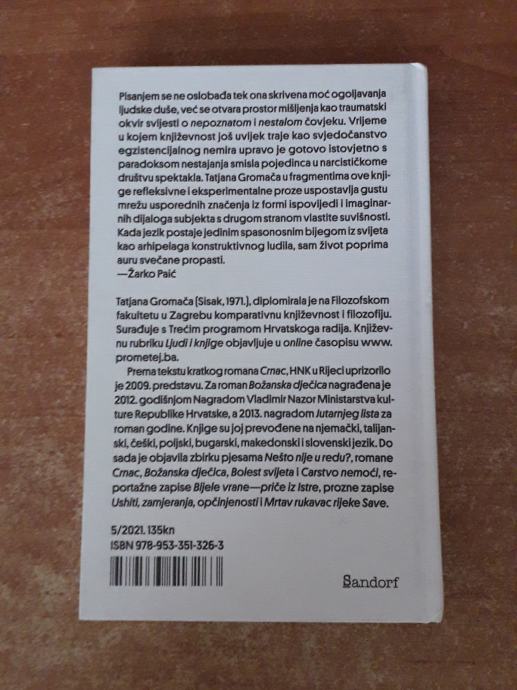 Pisanjem se ne oslobađa tek ona skrivena moć ogoljavanja
ljudske duše, već se otvara prostor mišljenja kao traumatski
okvir svijesti o nepoznatom i nestalom čovjeku. Vrijeme
u kojem književnost još uvijek traje kao svjedočanstvo
egzistencijalnog nemira upravo je gotovo istovjetno s
paradoksom nestajanja smisla pojedinca u narcističkome
društvu spektakla. Tatjana Gromača u fragmentima ove knji-
ge refleksivne i eksperimentalne proze uspostavlja gustu
mrežu usporednih značenja iz formi ispovijedi i imaginar-
nih dijaloga subjekta s drugom stranom vlastite suvišnosti.
Kada jezik postaje jedinim spasonosnim bijegom iz svijeta
kao arhipelaga konstruktivnog ludila, sam život poprima
auru svečane propasti.
—Žarko Paić
Tatjana Gromača (Sisak, 1971.), diplomirala je na Filozofskom
fakultetu u Zagrebu komparativnu književnost i filozofiju.
Surađuje s Trećim programom Hrvatskoga radija. Književ-
nu rubriku Ljudi i knjige objavljuje u online časopisu www.
prometej.ba.
Prema tekstu kratkog romana Crnac, HNK u Rijeci uprizorilo
je 2009. predstavu. Za roman Božanska dječica nagrađena je
2012. godišnjom Nagradom Vladimir Nazor Ministarstva kul-
ture Republike Hrvatske, a 2013. nagradom Jutarnjeg lista za
roman godine. Knjige su joj prevođene na njemački, talijan-
ski, češki, poljski, bugarski, makedonski i slovenski jezik. Do
sada je objavila zbirku pjesama Nešto nije u redu?, romane
Crnac, Božanska dječica, Bolest svijeta i Carstvo nemoći, re-
portažne zapise Bijele vrane—priče iz Istre, prozne zapise
Ushiti, zamjeranja, opčinjenosti i Mrtav rukavac rijeke Save.
5/2021. 135kn
ISBN 978-953-351-326-3
Sandorf